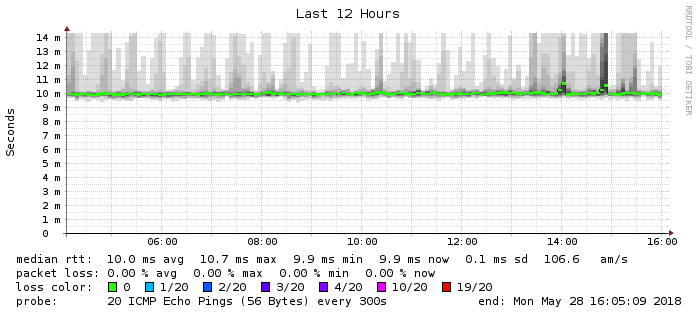 Last 12 Hours
RRDTOOL / TOBI OETIKER
Seconds
14 m
13 m
12 m
11 m
10 m
9 m
8 m
7 m
6 m
5 m
4 m
3 m
2 m
1 m
0
06:00 08:00 10:00 12:00 14:00 16:00
median rtt: 10.0 ms avg 10.7 ms max 9.9 ms min 9.9 ms now 0.1 ms sd 106.6 am/s
packet loss: 0.00 % avg 0.00 % max 0.00 % min 0.00 % now
loss color: 0 1/20 2/20 3/20 4/20 10/20 19/20
probe: 20 ICMP Echo Pings (56 Bytes) every 300s end: Mon May 28 16:05:09 2018